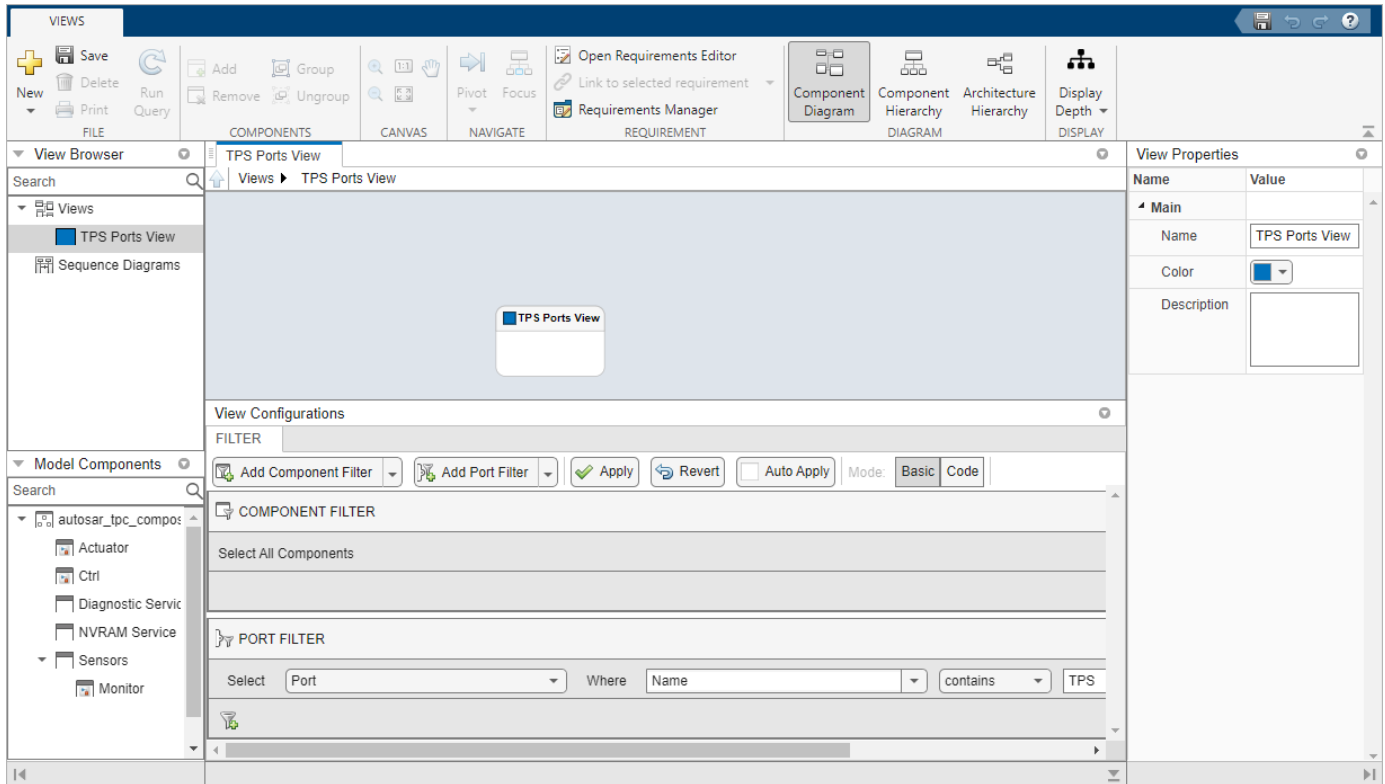 VIEWS
New
Save
Delete
Print
Run Query
FILE
Add
Remove
Group
Ungroup
COMPONENTS
1:1
CANVAS
Pivot
Focus
NAVIGATE
Open Requirements Editor
Link to selected requirement
Requirements Manager
REQUIREMENT
Component Diagram
Component Hierarchy
Architecture Hierarchy
DIAGRAM
Display Depth
DISPLAY
View Browser
Search
Views
TPS Ports View
Sequence Diagrams
Model Components
Search
autosar_tpc_compos
Actuator
Ctrl
Diagnostic Servic
NVRAM Service
Sensors
Monitor
TPS Ports View
Views TPS Ports View
TPS Ports View
View Configurations
FILTER
Add Component Filter
Add Port Filter
Apply
Revert
Auto Apply
Mode:
Basic
Code
COMPONENT FILTER
Select All Components
PORT FILTER
Select Port Where Name contains TPS
View Properties
Name Value
Main
Name TPS Ports View
Color
Description